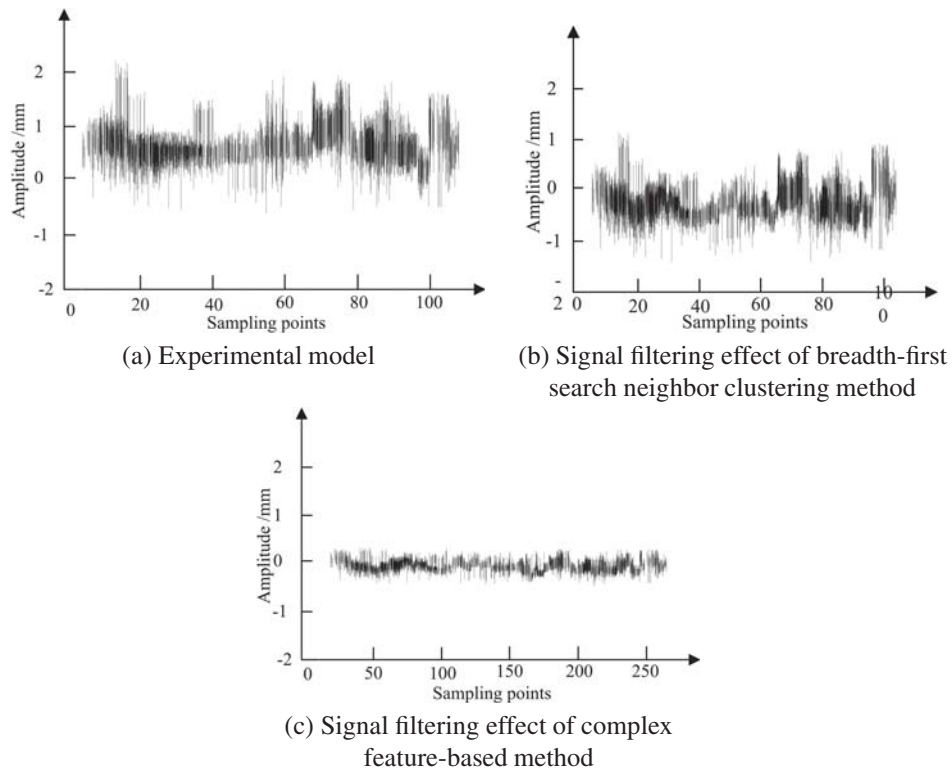 2
1
0
-1
-2
Amplitude /mm
0 20 40 60 80 100
Sampling points
(a) Experimental model
2
1
0
-1
-
2
Amplitude /mm
0 20 40 60 80 10
0
Sampling points
(b) Signal filtering effect of breadth-first
search neighbor clustering method
2
1
0
-1
-2
Amplitude /mm
0 50 100 150 200 250
Sampling points
(c) Signal filtering effect of complex
feature-based method